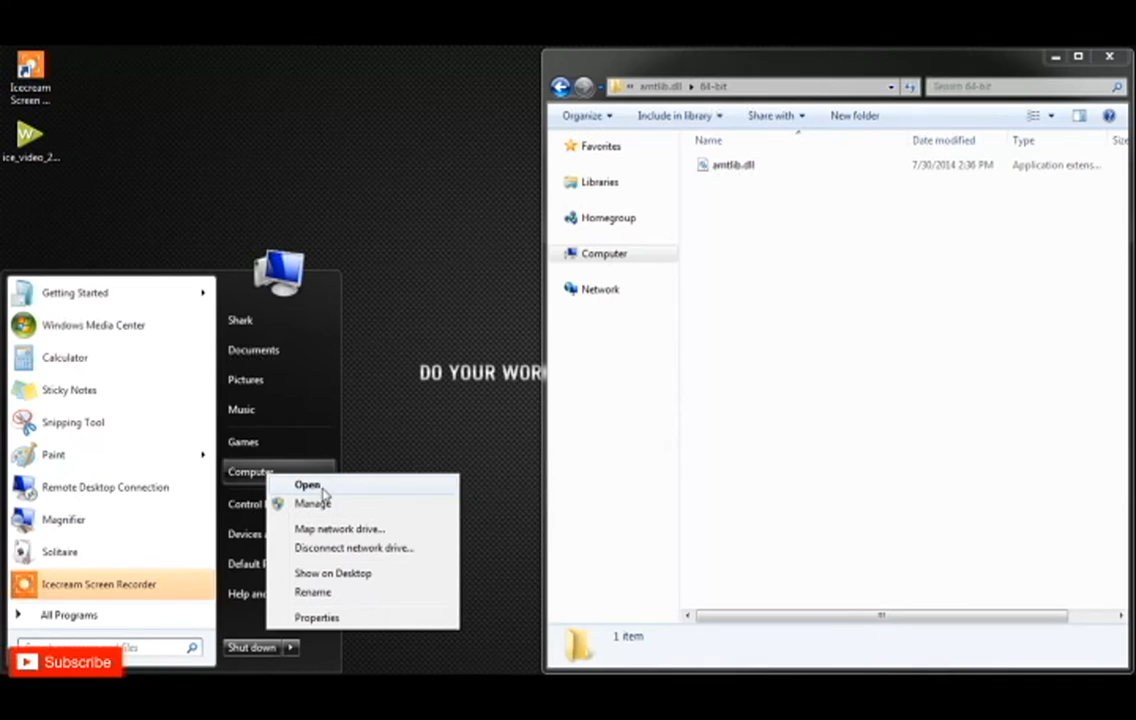 Icecream
Screen ...
W
ice_video_2...
Getting Started
Windows Media Center
Calculator
Sticky Notes
Snipping Tool
Paint
Remote Desktop Connection
Magnifier
Solitaire
Icecream Screen Recorder
All Programs
files
Subscribe
Shark
Documents
Pictures
Music
Games
Computer
Control
Devices
Default
Help and
Shut down
Open
Manage
Map network drive...
Disconnect network drive...
Show on Desktop
Rename
Properties
DO YOUR WOR
amtlib.dll 64-bit
Search 64-bit
Organize Include in library Share with New folder
Name Date modified Type Size
Favorites
Libraries
Homegroup
Computer
Network
amtlib.dll 7/30/2014 2:36 PM Application extens...
1 item